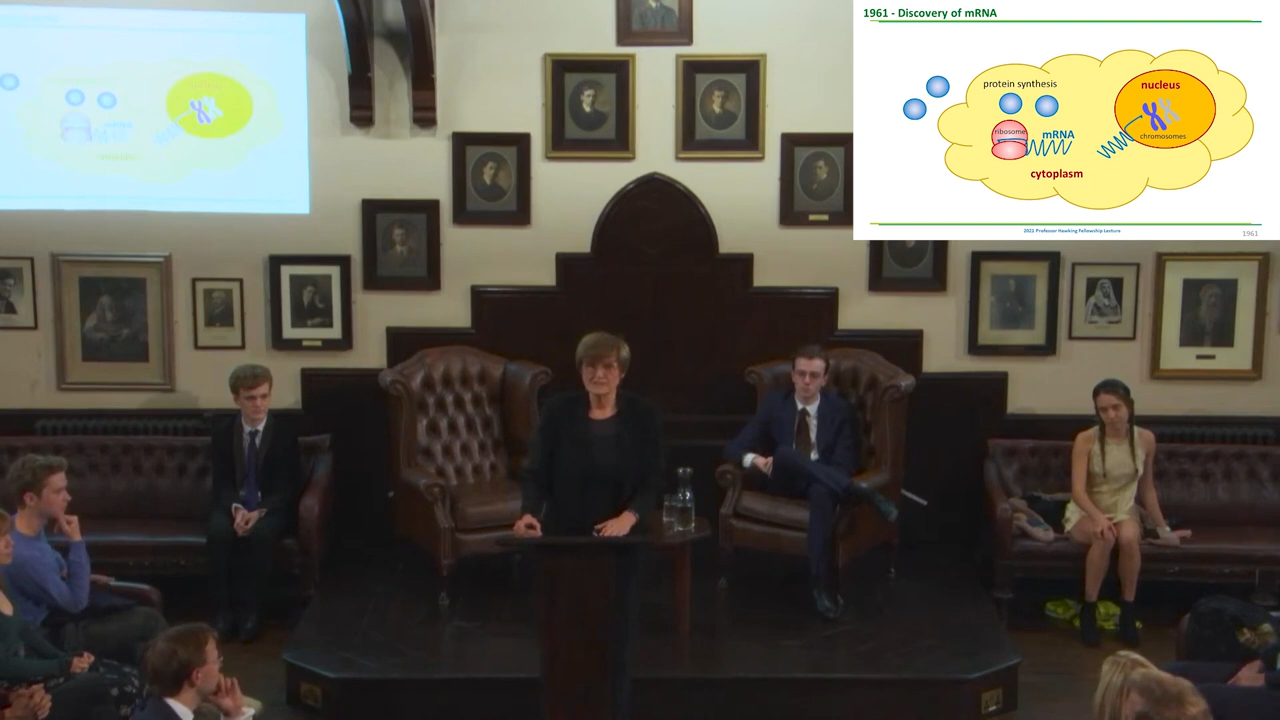 1961 - Discovery of mRNA
protein synthesis
nucleus
ribosome
mRNA
chromosomes
cytoplasm
2021 Professor Hawking Fellowship Lecture
1961